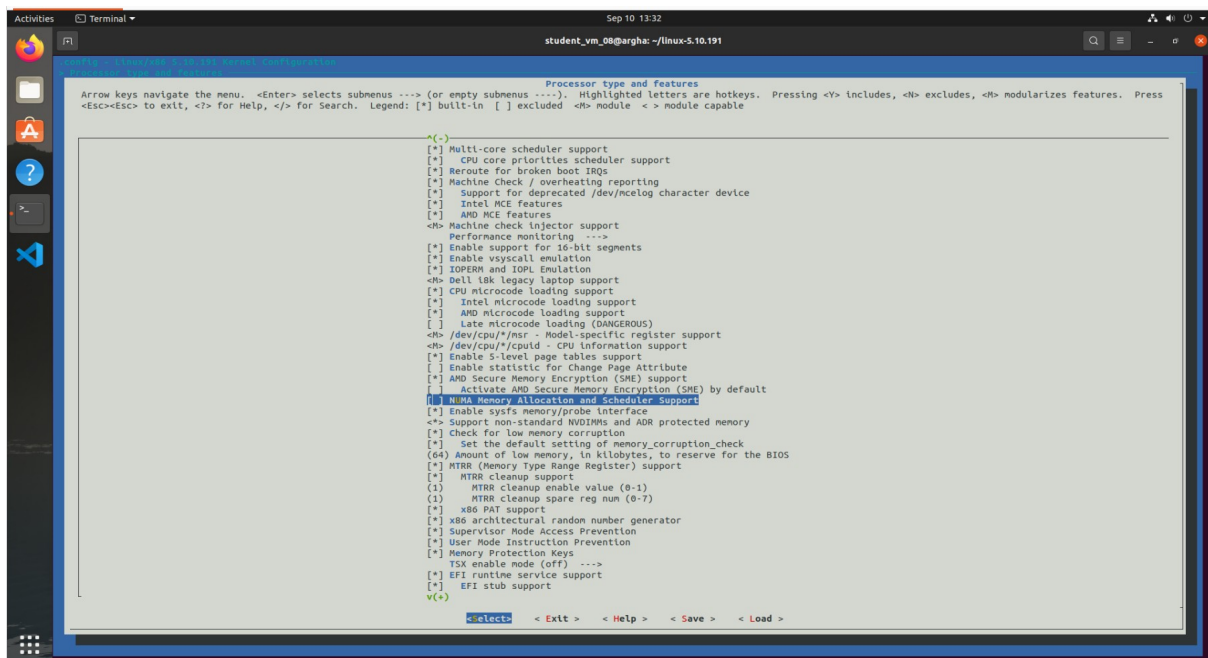 Activities Terminal Sep 10 13:32
student_vm_08@argha: ~/linux-5.10.191
config - Linux/x86 5.10.191 Kernel Configuration
> Processor type and features
Processor type and features
Arrow keys navigate the menu. <Enter> selects submenus ---> (or empty submenus ----). Highlighted letters are hotkeys. Pressing <Y> includes, <N> excludes, <M> modularizes features. Press
<Esc><Esc> to exit, <?> for Help, </> for Search. Legend: [*] built-in [ ] excluded <M> module < > module capable
^(-)
[*] Multi-core scheduler support
[*]   CPU core priorities scheduler support
[*] Reroute for broken boot IRQs
[*] Machine Check / overheating reporting
[*]   Support for deprecated /dev/mcelog character device
[*]   Intel MCE features
[*]   AMD MCE features
<M> Machine check injector support
Performance monitoring --->
[*] Enable support for 16-bit segments
[*] Enable vsyscall emulation
[*] IOPERM and IOPL Emulation
<M> Dell i8k legacy laptop support
[*] CPU microcode loading support
[*]   Intel microcode loading support
[*]   AMD microcode loading support
[ ]   Late microcode loading (DANGEROUS)
<M> /dev/cpu/*/msr - Model-specific register support
<M> /dev/cpu/*/cpuid - CPU information support
[*] Enable 5-level page tables support
[ ] Enable statistic for Change Page Attribute
[*] AMD Secure Memory Encryption (SME) support
[ ]   Activate AMD Secure Memory Encryption (SME) by default
[ ] NUMA Memory Allocation and Scheduler Support
[*] Enable sysfs memory/probe interface
<*> Support non-standard NVDIMMs and ADR protected memory
[*] Check for low memory corruption
[*]   Set the default setting of memory_corruption_check
(64) Amount of low memory, in kilobytes, to reserve for the BIOS
[*] MTRR (Memory Type Range Register) support
[*]   MTRR cleanup support
(1)     MTRR cleanup enable value (0-1)
(1)     MTRR cleanup spare reg num (0-7)
[*]   x86 PAT support
[*] x86 architectural random number generator
[*] Supervisor Mode Access Prevention
[*] User Mode Instruction Prevention
[*] Memory Protection Keys
TSX enable mode (off) --->
[*] EFI runtime service support
[*]   EFI stub support
v(+)
<Select> < Exit > < Help > < Save > < Load >